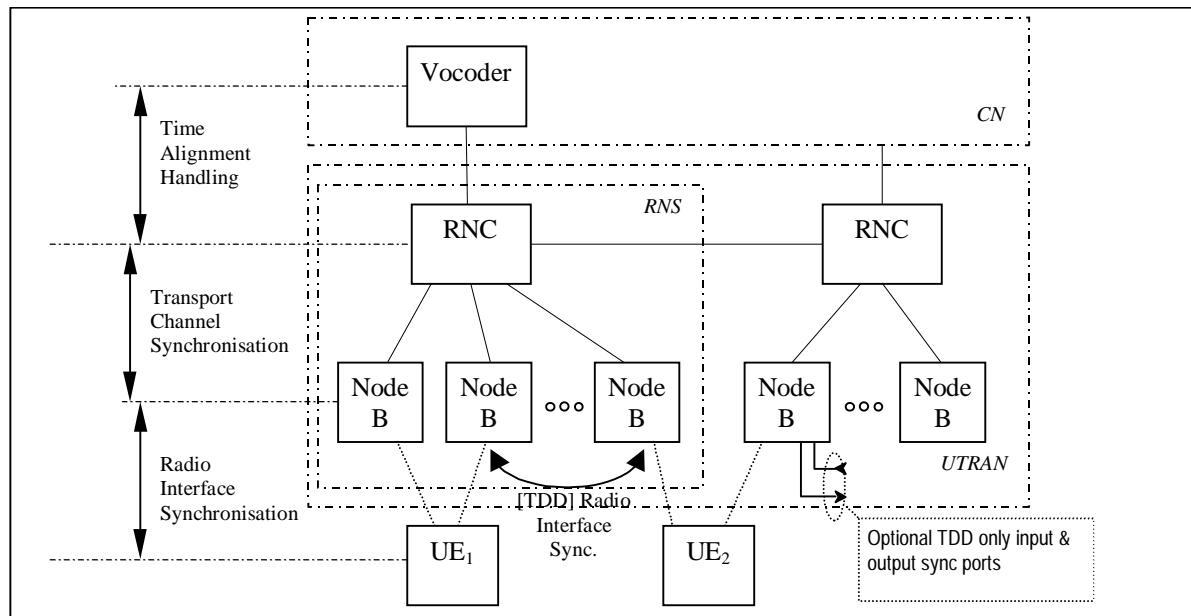 Vocoder
CN
Time
Alignment
Handling
RNS
RNC
RNC
Transport
Channel
Synchronisation
Node
B
Node
B
Node
B
Node
B
Node
B
UTRAN
Radio
Interface
Synchronisation
[TDD] Radio
Interface
Sync.
UE1
UE2
Optional TDD only input &
output sync ports